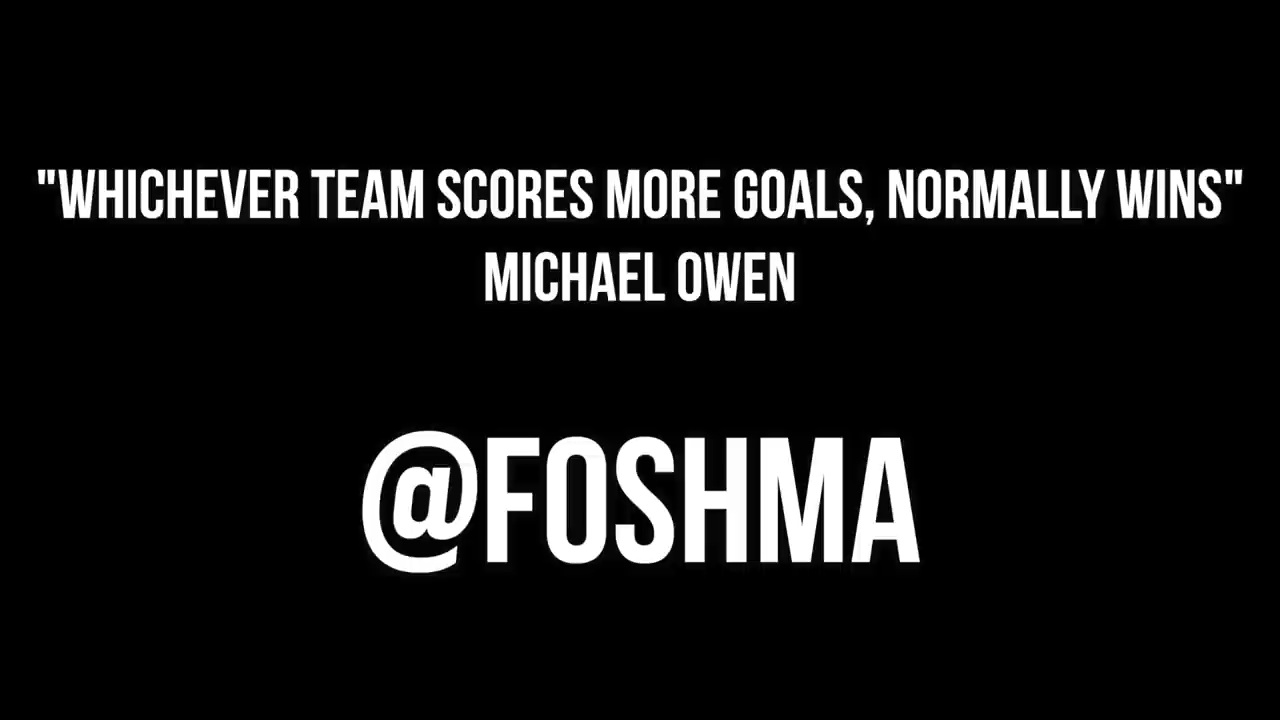 "WHICHEVER TEAM SCORES MORE GOALS, NORMALLY WINS"
MICHAEL OWEN
@FOSHMA